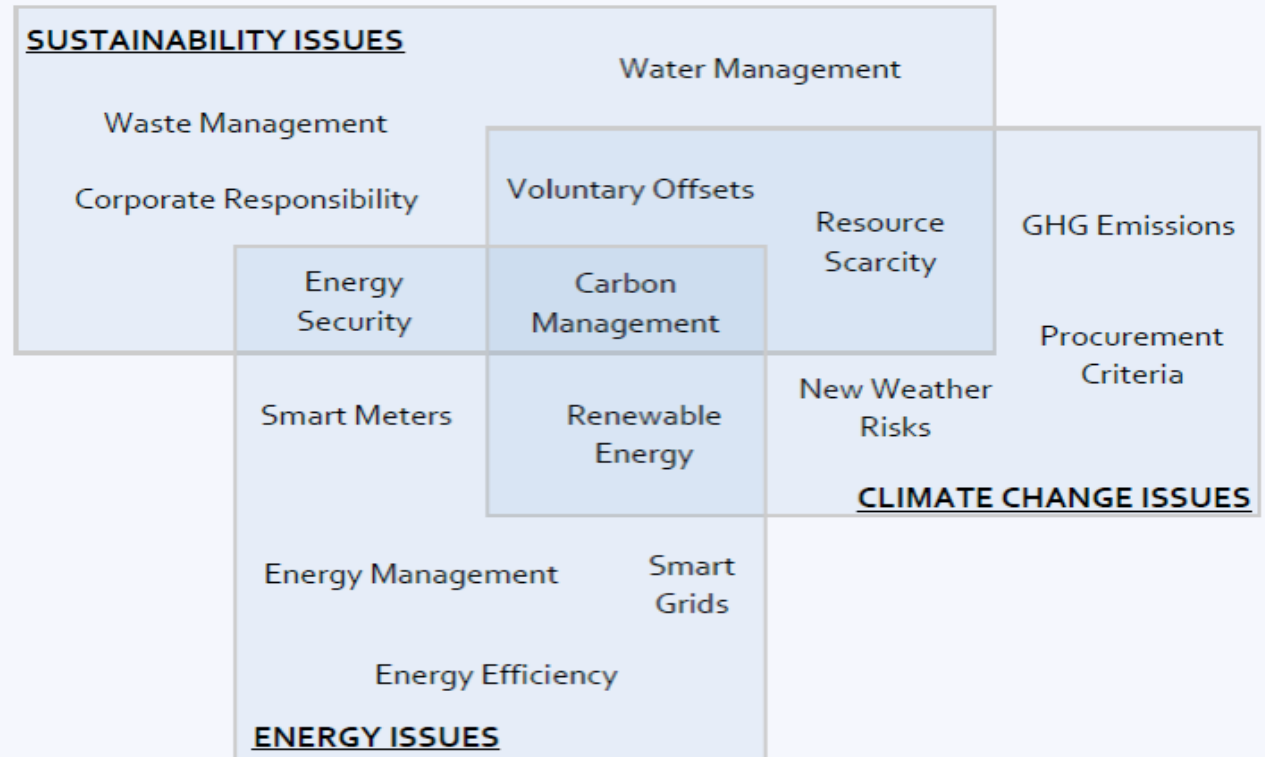 SUSTAINABILITY ISSUES
Water Management
Waste Management
Corporate Responsibility
Voluntary Offsets
Resource
Scarcity
GHG Emissions
Energy
Security
Carbon
Management
Procurement
Criteria
Smart Meters
Renewable
Energy
New Weather
Risks
CLIMATE CHANGE ISSUES
Energy Management
Smart
Grids
Energy Efficiency
ENERGY ISSUES